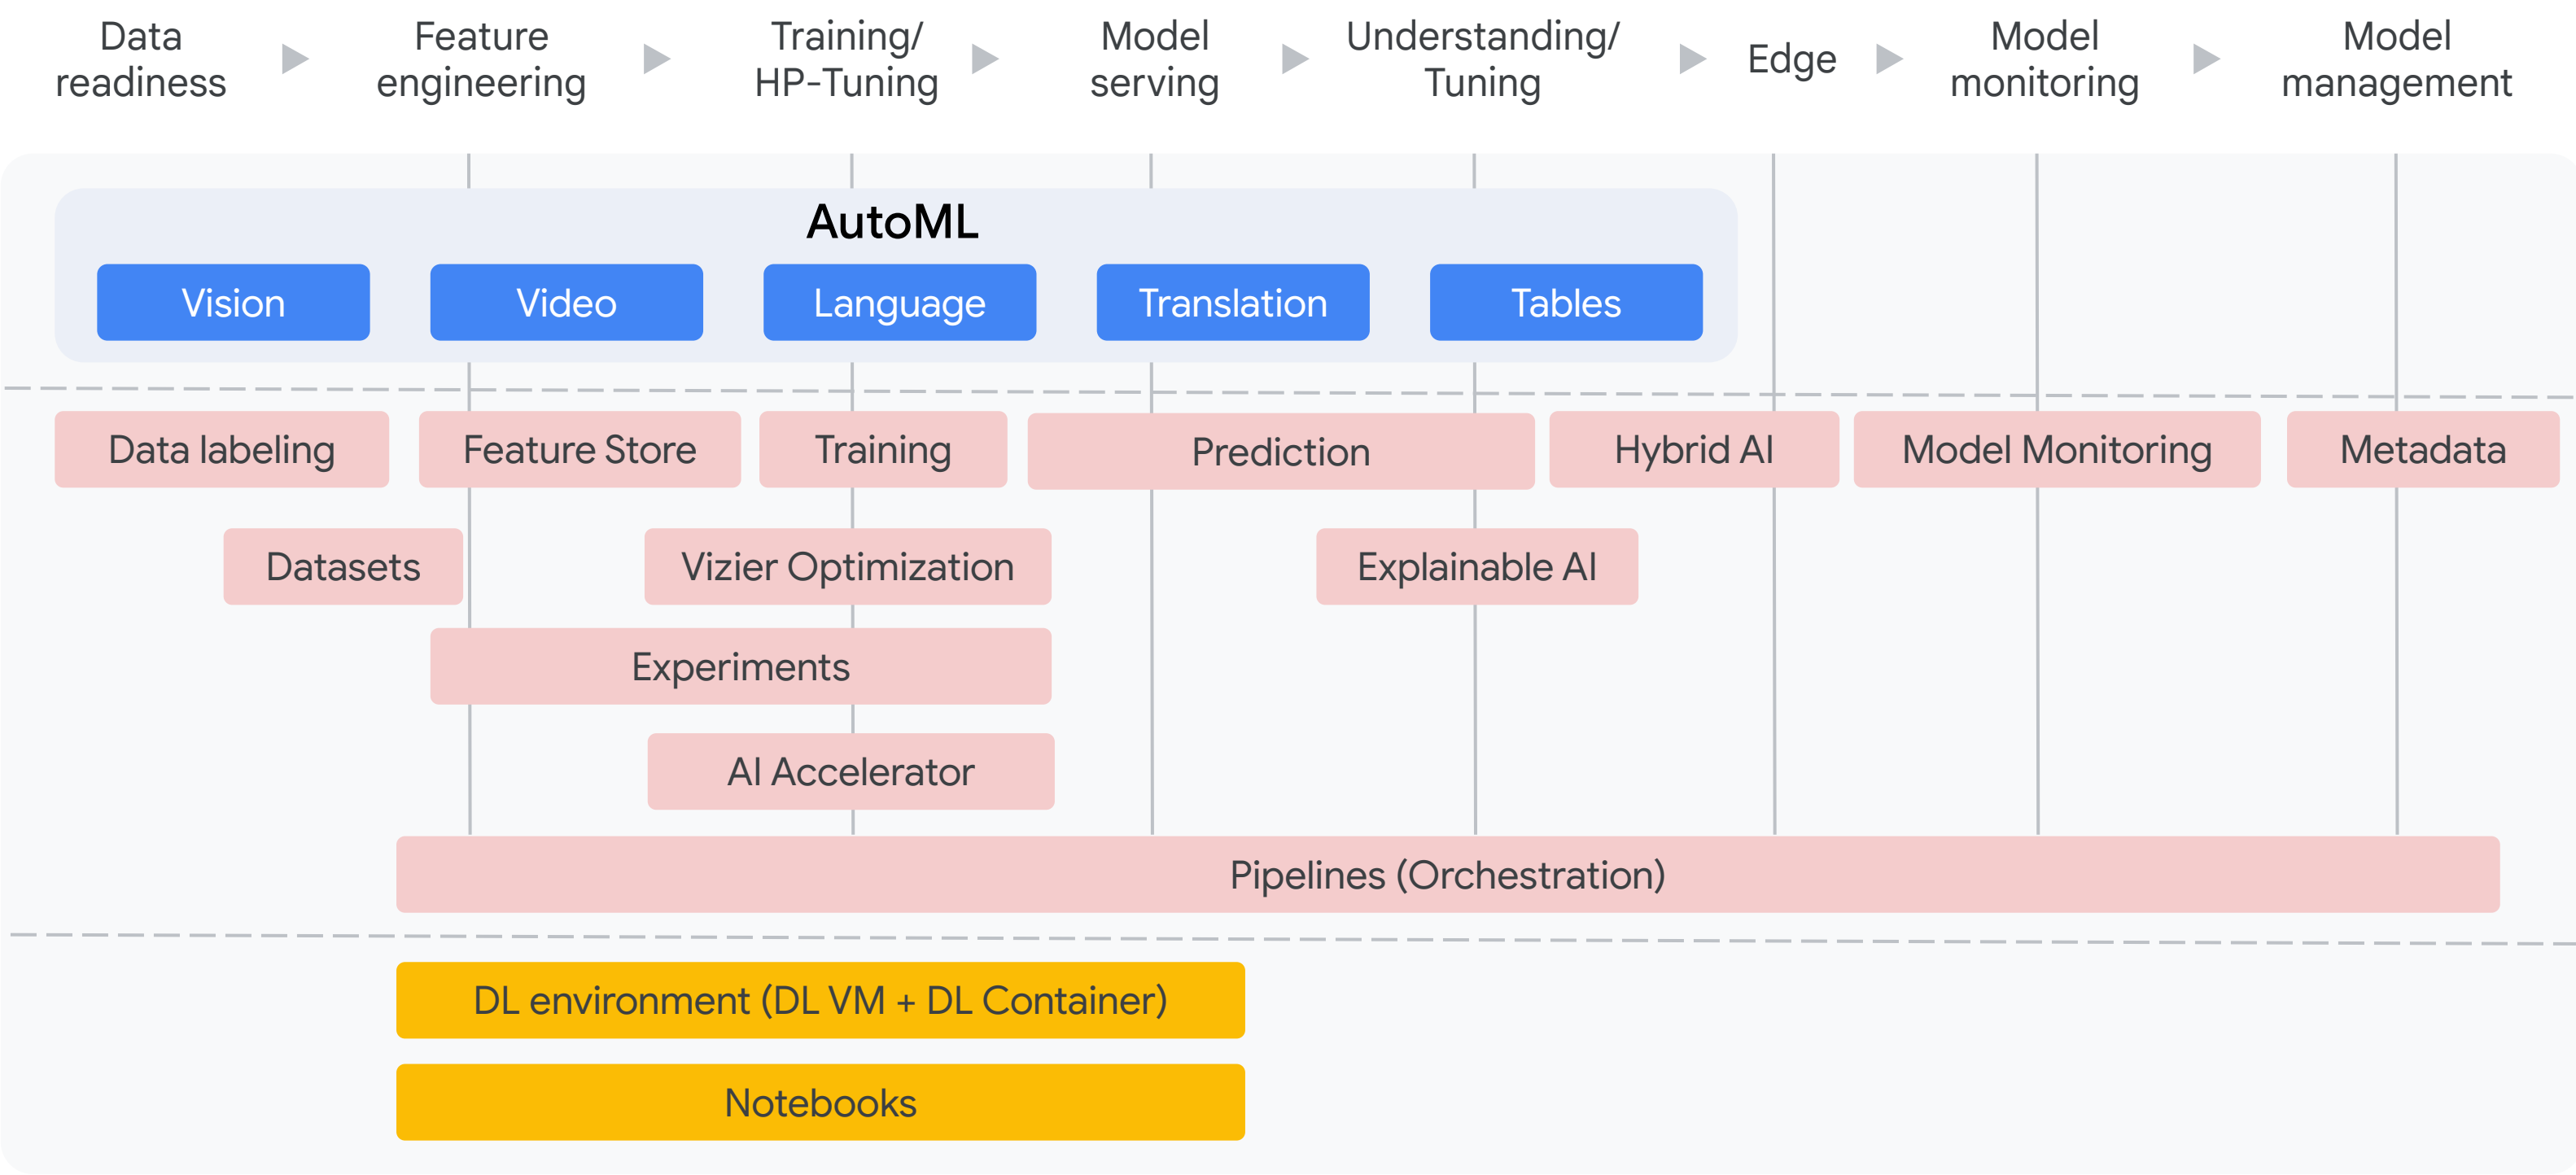 Data
readiness
Feature
engineering
Training/
HP-Tuning
Model
serving
Understanding/
Tuning
Edge
Model
monitoring
Model
management
AutoML
Vision
Video
Language
Translation
Tables
Data labeling
Feature Store
Training
Prediction
Hybrid AI
Model Monitoring
Metadata
Datasets
Vizier Optimization
Explainable AI
Experiments
AI Accelerator
Pipelines (Orchestration)
DL environment (DL VM + DL Container)
Notebooks